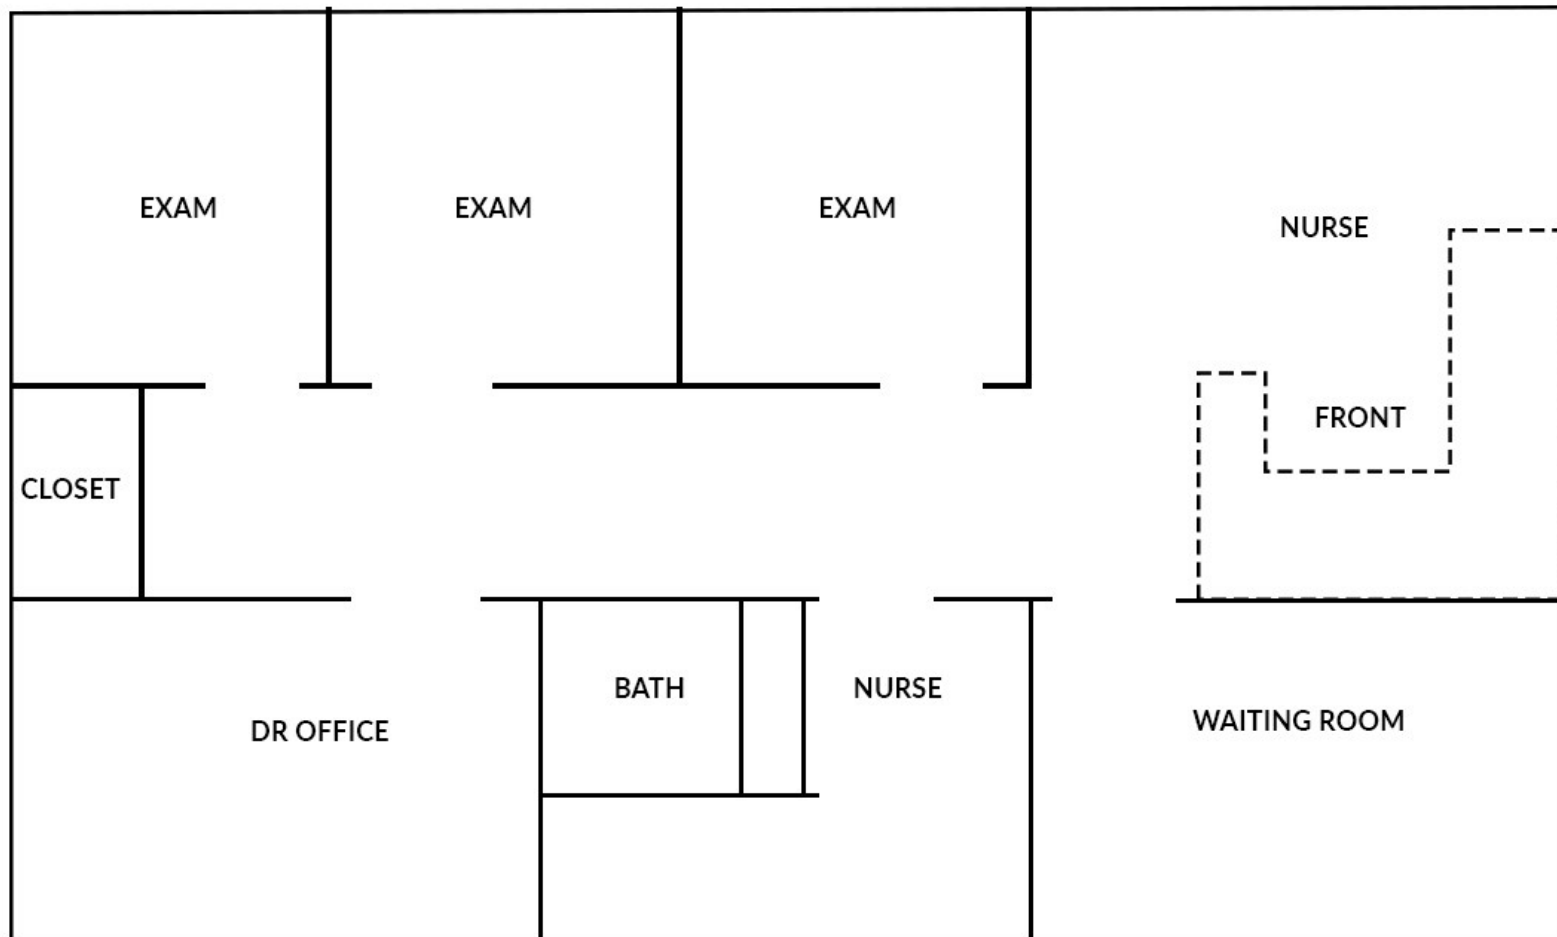 EXAM
EXAM
EXAM
NURSE
FRONT
CLOSET
BATH
NURSE
DR OFFICE
WAITING ROOM